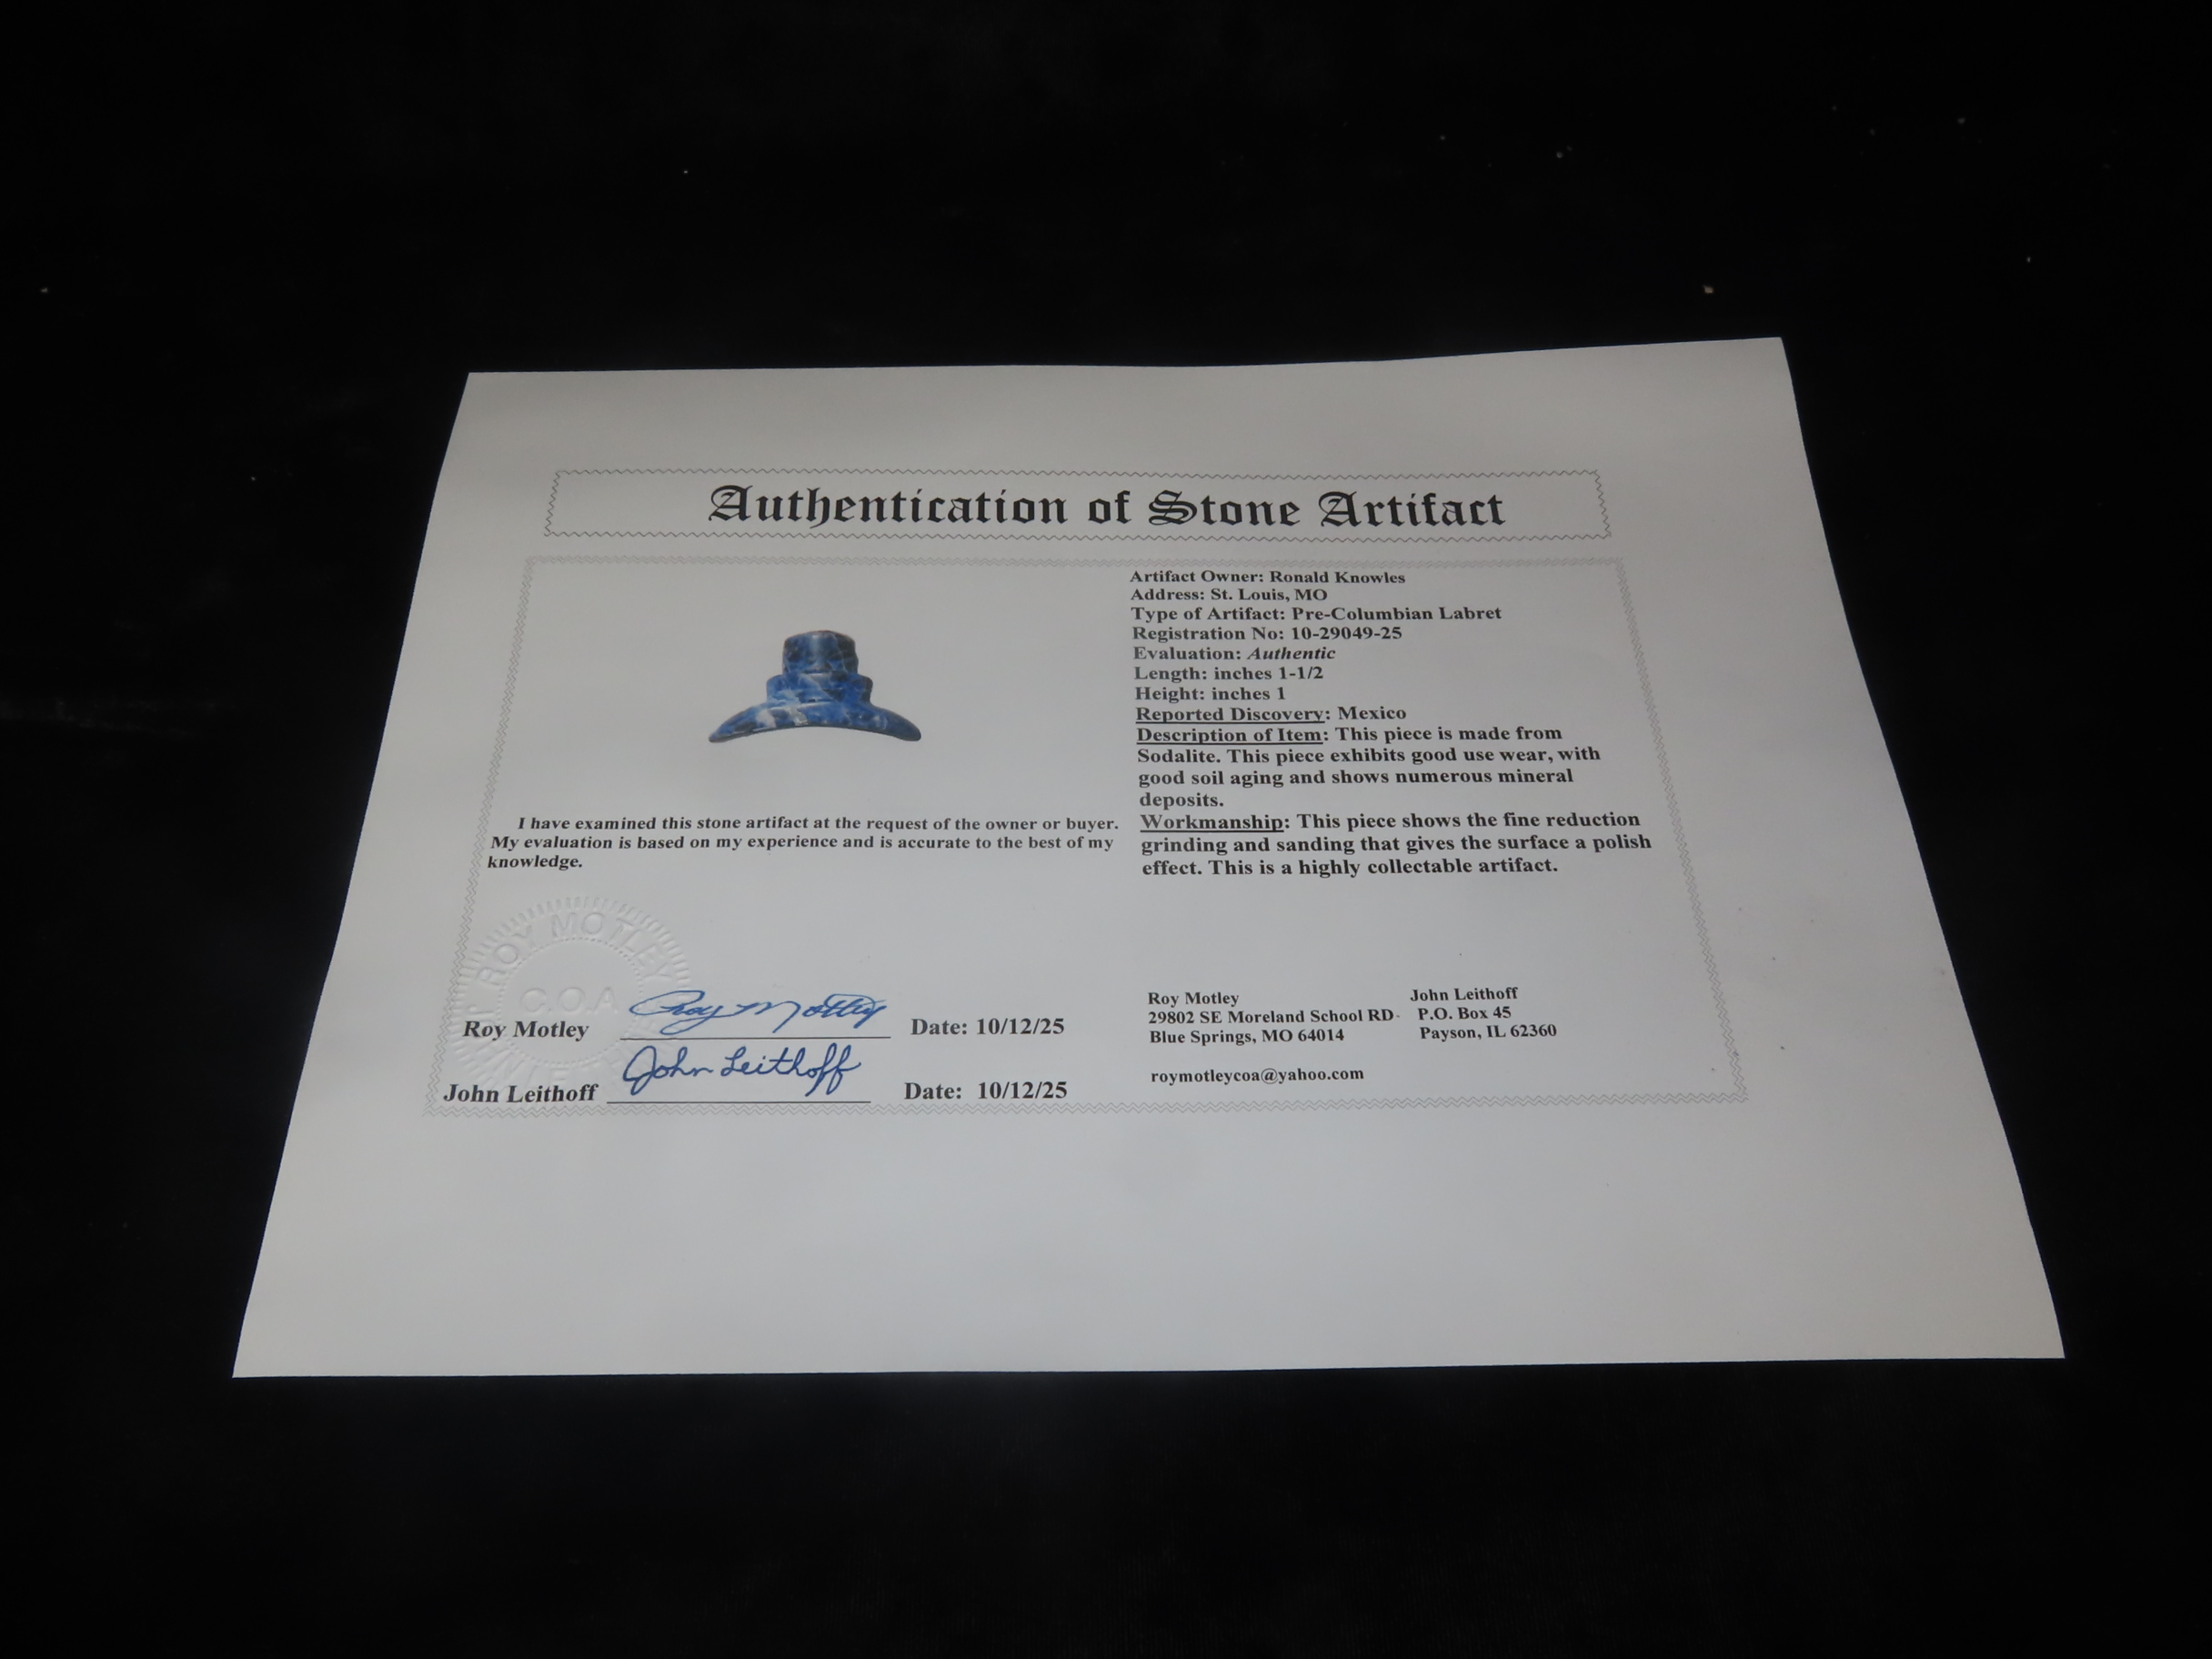 Authentication of Stone Artifact
Artifact Owner: Ronald Knowles
Address: St. Louis, MO
Type of Artifact: Pre-Columbian Labret
Registration No: 10-29049-25
Evaluation: Authentic
Length: inches 1-1/2
Height: inches 1
Reported Discovery: Mexico
Description of Item: This piece is made from
Sodalite. This piece exhibits good use wear, with
good soil aging and shows numerous mineral
deposits.
Workmanship: This piece shows the fine reduction
grinding and sanding that gives the surface a polish
effect. This is a highly collectable artifact.
I have examined this stone artifact at the request of the owner or buyer.
My evaluation is based on my experience and is accurate to the best of my
knowledge.
ROY MOTLEY
C.O.A
Roy Motley Roy Motley Date: 10/12/25
John Leithoff John Leithoff Date: 10/12/25
Roy Motley
29802 SE Moreland School RD
Blue Springs, MO 64014
roymotleycoa@yahoo.com
John Leithoff
P.O. Box 45
Payson, IL 62360